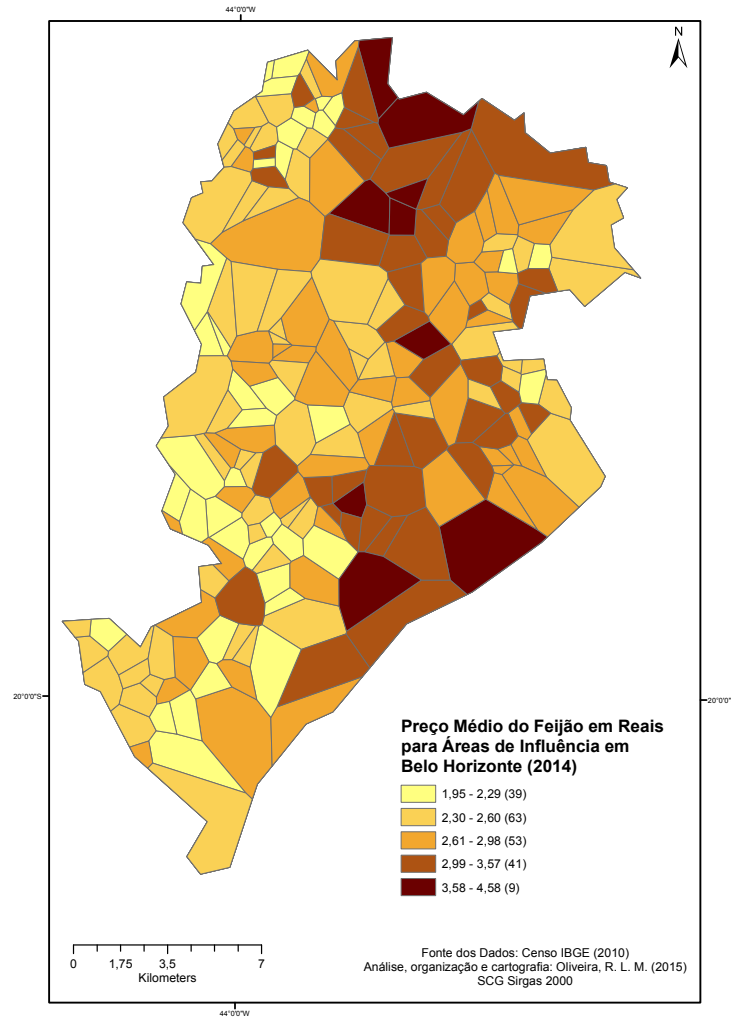 44°0'0"W
N
20°0'0"S
20°0'0"
Preço Médio do Feijão em Reais
para Áreas de Influência em
Belo Horizonte (2014)
1,95 - 2,29 (39)
2,30 - 2,60 (63)
2,61 - 2,98 (53)
2,99 - 3,57 (41)
3,58 - 4,58 (9)
0 1,75 3,5 7
Kilometers
Fonte dos Dados: Censo IBGE (2010)
Análise, organização e cartografia: Oliveira, R. L. M. (2015)
SCG Sirgas 2000
44°0'0"W